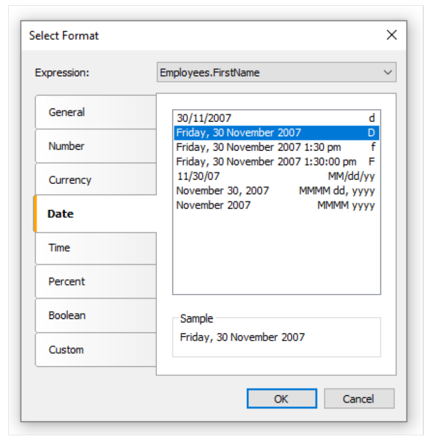 Select Format
Expression:
Employees.FirstName
General
Number
Currency
Date
Time
Percent
Boolean
Custom
30/11/2007 d
Friday, 30 November 2007 D
Friday, 30 November 2007 1:30 pm f
Friday, 30 November 2007 1:30:00 pm F
11/30/07 MM/dd/yy
November 30, 2007 MMMM dd, yyyy
November 2007 MMMM yyyy
Sample
Friday, 30 November 2007
OK
Cancel